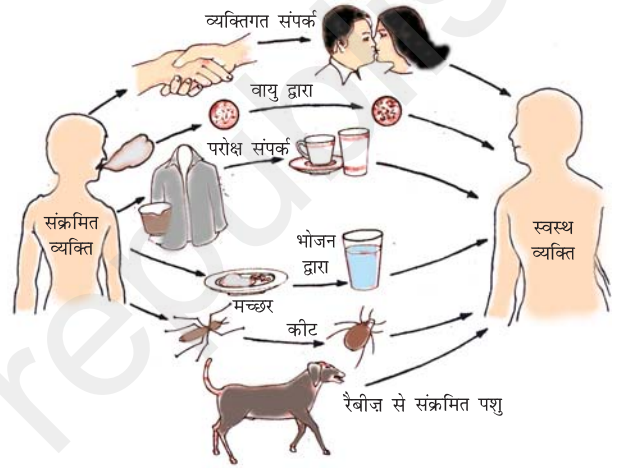 व्यक्तिगत संपर्क
वायु द्वारा
परोक्ष संपर्क
संक्रमित
व्यक्ति
स्वस्थ
व्यक्ति
भोजन
द्वारा
मच्छर
कीट
रैबीज़ से संक्रमित पशु